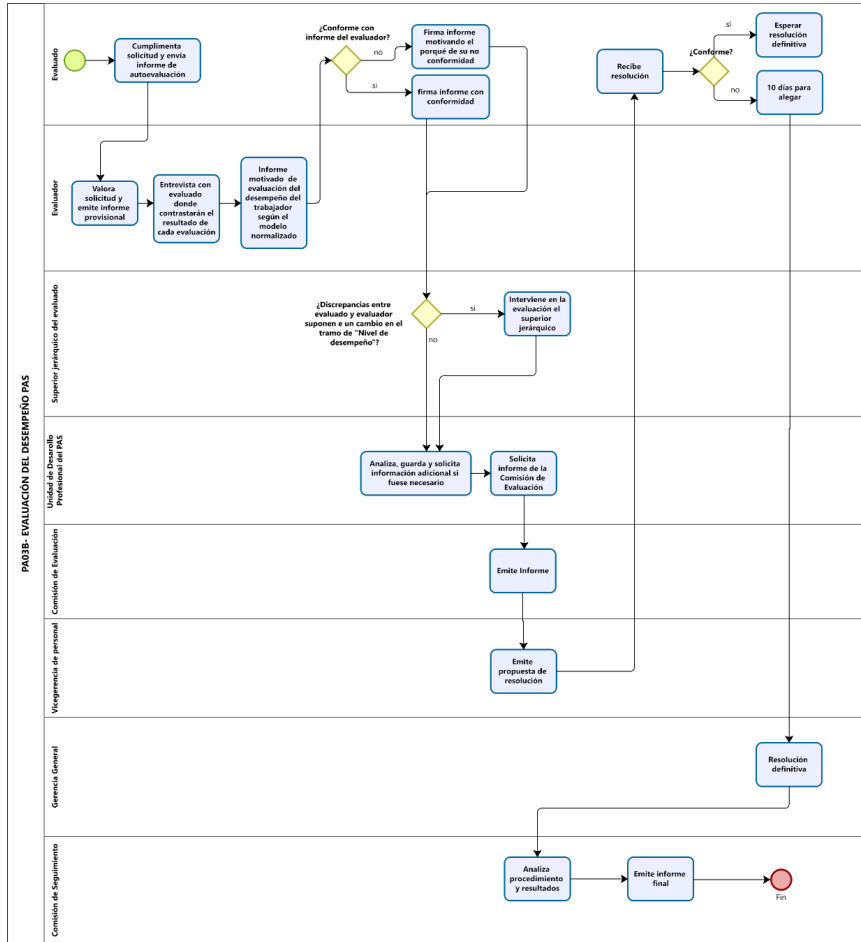 PA03B- EVALUACIÓN DEL DESEMPEÑO PAS
Evaluado
Cumplimenta
solicitud y envía
informe de
autoevaluación
¿Conforme con
informe del evaluador?
no
si
Firma informe
motivando el
porqué de su no
conformidad
firma informe con
conformidad
Recibe
resolución
¿Conforme?
si
no
Esperar
resolución
definitiva
10 días para
alegar
Evaluador
Valora
solicitud y
emite informe
provisional
Entrevista con
evaluado
donde
contrastarán el
resultado de
cada evaluación
Informe
motivado de
evaluación del
desempeño del
trabajador
según el
modelo
normalizado
Superior jerárquico del evaluado
¿Discrepancias entre
evaluado y evaluador
suponen e un cambio en el
tramo de "Nivel de
desempeño"?
si
no
Interviene en la
evaluación el
superior
jerárquico
Unidad de Desarollo
Profesional del PAS
Analiza, guarda y solicita
información adicional si
fuese necesario
Solicita
informe de la
Comisión de
Evaluación
Comisión de Evaluación
Emite Informe
Vicegerencia de personal
Emite
propuesta de
resolución
Gerencia General
Resolución
definitiva
Comisión de Seguimiento
Analiza
procedimiento
y resultados
Emite informe
final
Fin